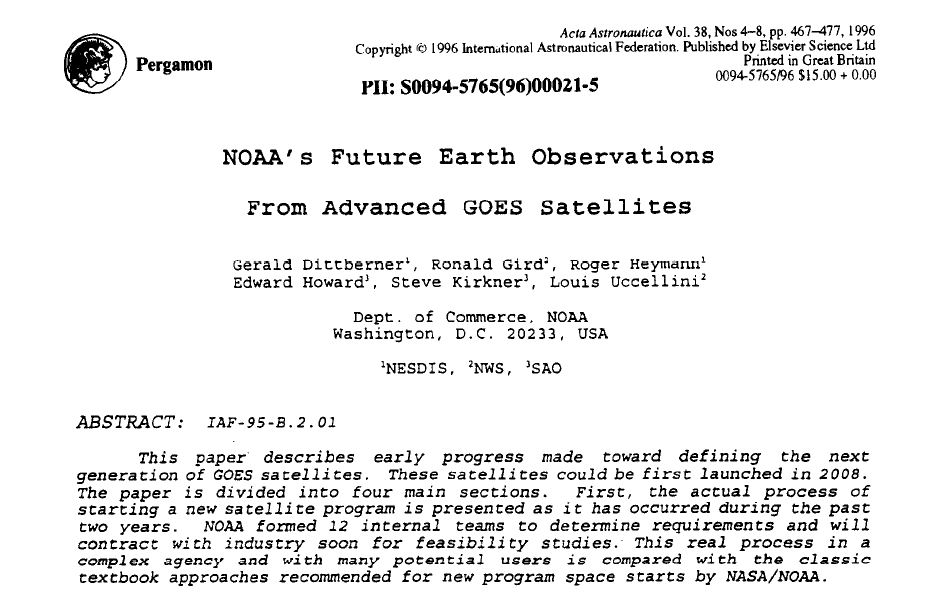 Acta Astronautica Vol. 38, Nos 4–8, pp. 467–477, 1996
Copyright © 1996 International Astronautical Federation. Published by Elsevier Science Ltd
Printed in Great Britain
0094-5765/96 $15.00 + 0.00
Pergamon
PII: S0094-5765(96)00021-5
NOAA's Future Earth Observations
From Advanced GOES Satellites
Gerald Dittberner¹, Ronald Gird², Roger Heymann¹
Edward Howard³, Steve Kirkner³, Louis Uccellini²
Dept. of Commerce, NOAA
Washington, D.C. 20233, USA
¹NESDIS, ²NWS, ³SAO
ABSTRACT: IAF-95-B.2.01
This paper describes early progress made toward defining the next
generation of GOES satellites. These satellites could be first launched in 2008.
The paper is divided into four main sections. First, the actual process of
starting a new satellite program is presented as it has occurred during the past
two years. NOAA formed 12 internal teams to determine requirements and will
contract with industry soon for feasibility studies. This real process in a
complex agency and with many potential users is compared with the classic
textbook approaches recommended for new program space starts by NASA/NOAA.